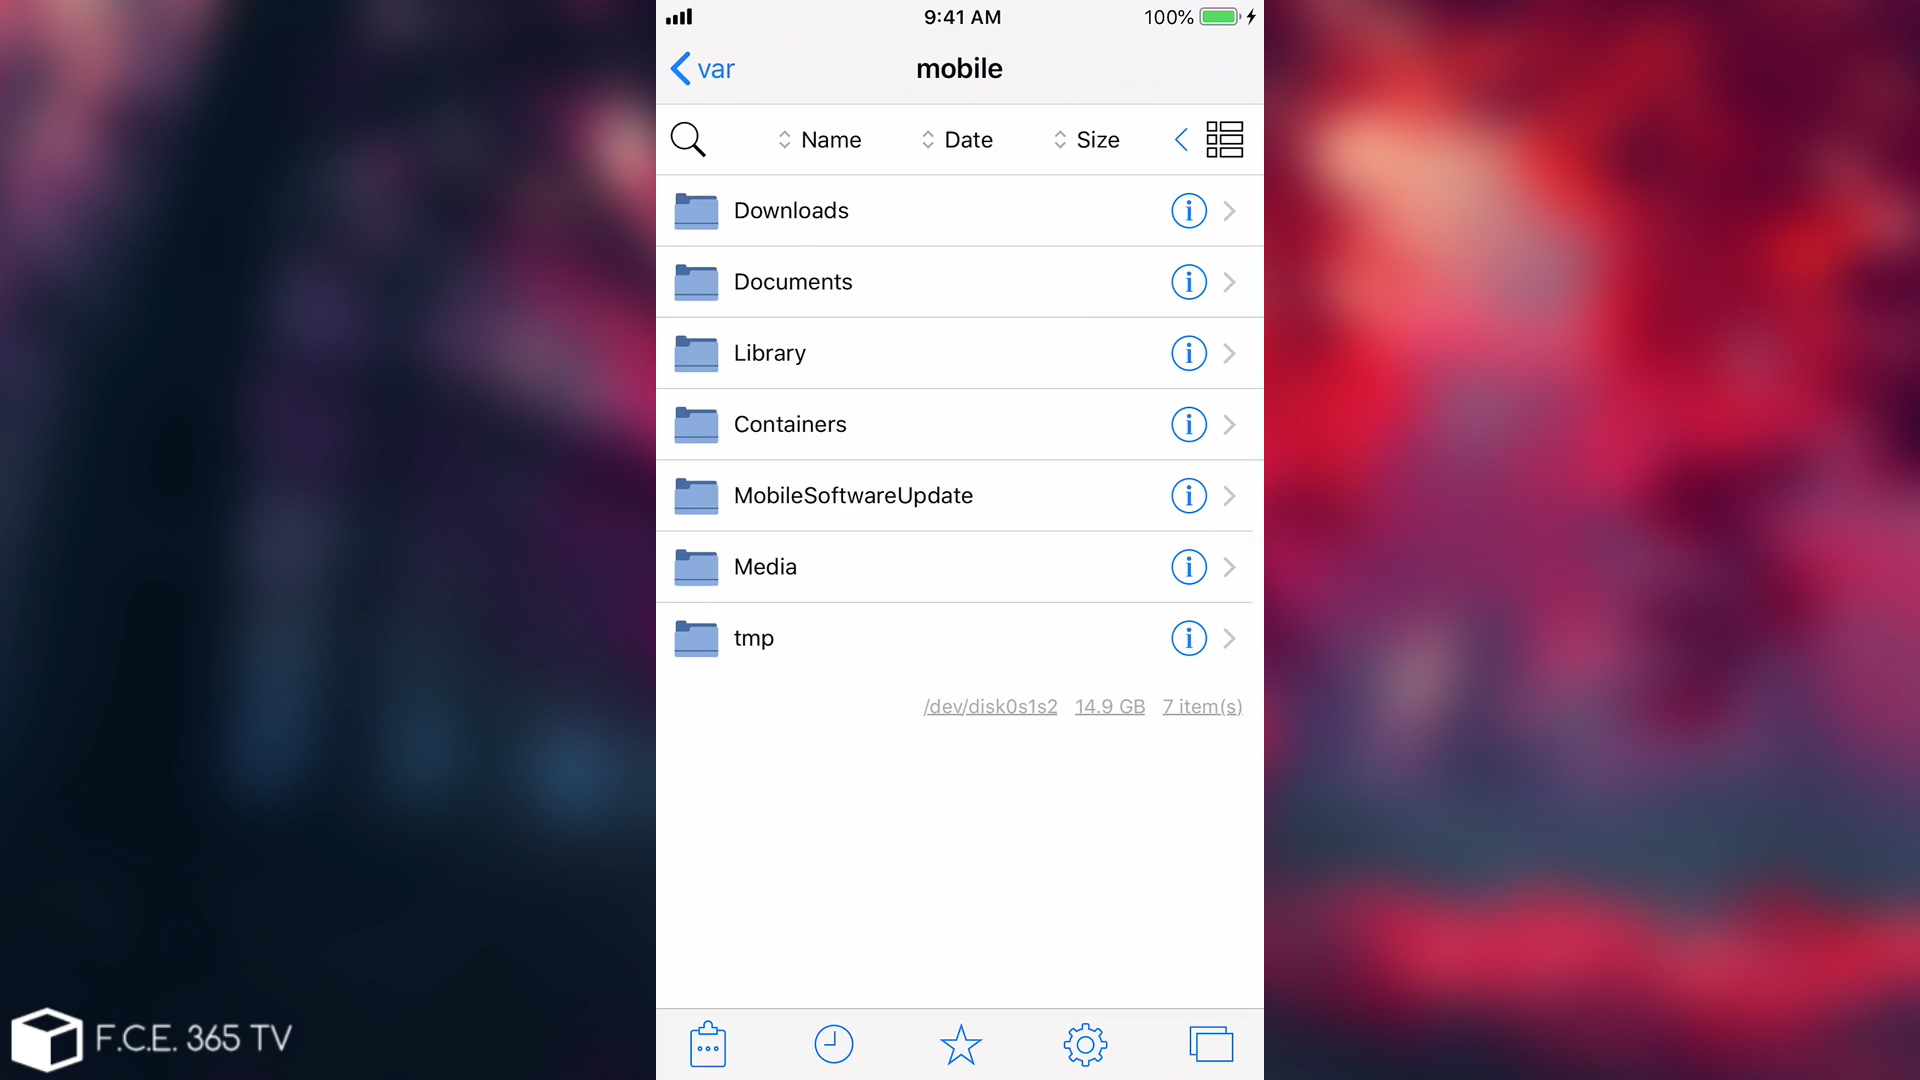 9:41 AM
100%
var
mobile
Name
Date
Size
Downloads
Documents
Library
Containers
MobileSoftwareUpdate
Media
tmp
/dev/disk0s1s2 14.9 GB 7 item(s)
F.C.E. 365 TV